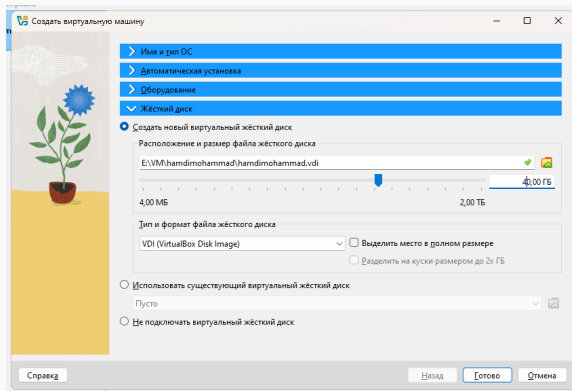 Создать виртуальную машину
Имя и тип ОС
Автоматическая установка
Оборудование
Жёсткий диск
Создать новый виртуальный жёсткий диск
Расположение и размер файла жёсткого диска
E:\VM\hamdimohammad\hamdimohammad.vdi
40,00 ГБ
4,00 МБ
2,00 ТБ
Тип и формат файла жёсткого диска
VDI (VirtualBox Disk Image)
Выделить место в полном размере
Разделить на куски размером до 2х ГБ
Использовать существующий виртуальный жёсткий диск
Пусто
Не подключать виртуальный жёсткий диск
Справка
Назад
Готово
Отмена